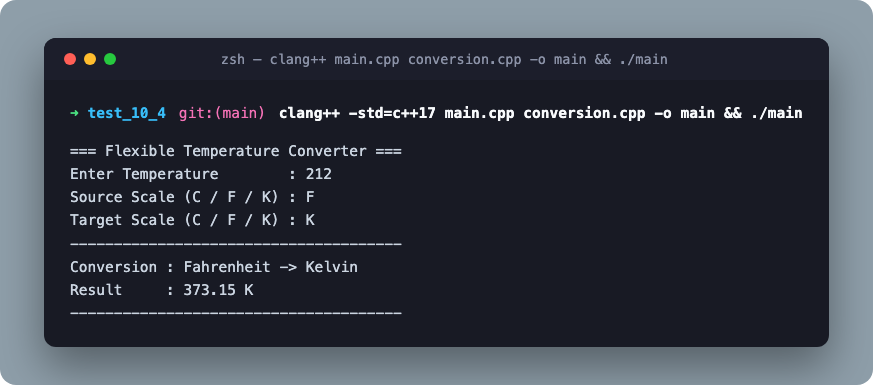 zsh — clang++ main.cpp conversion.cpp -o main && ./main
➜ test_10_4 git:(main) clang++ -std=c++17 main.cpp conversion.cpp -o main && ./main
=== Flexible Temperature Converter ===
Enter Temperature        : 212
Source Scale (C / F / K) : F
Target Scale (C / F / K) : K
--------------------------------------
Conversion : Fahrenheit -> Kelvin
Result     : 373.15 K
--------------------------------------